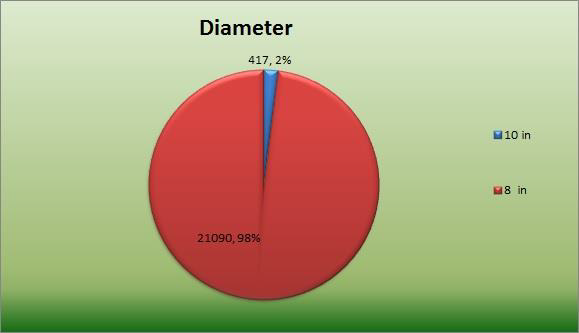 Diameter
417, 2%
10 in
8 in
21090, 98%